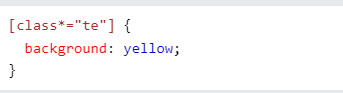 [class*="te"] {
  background: yellow;
}